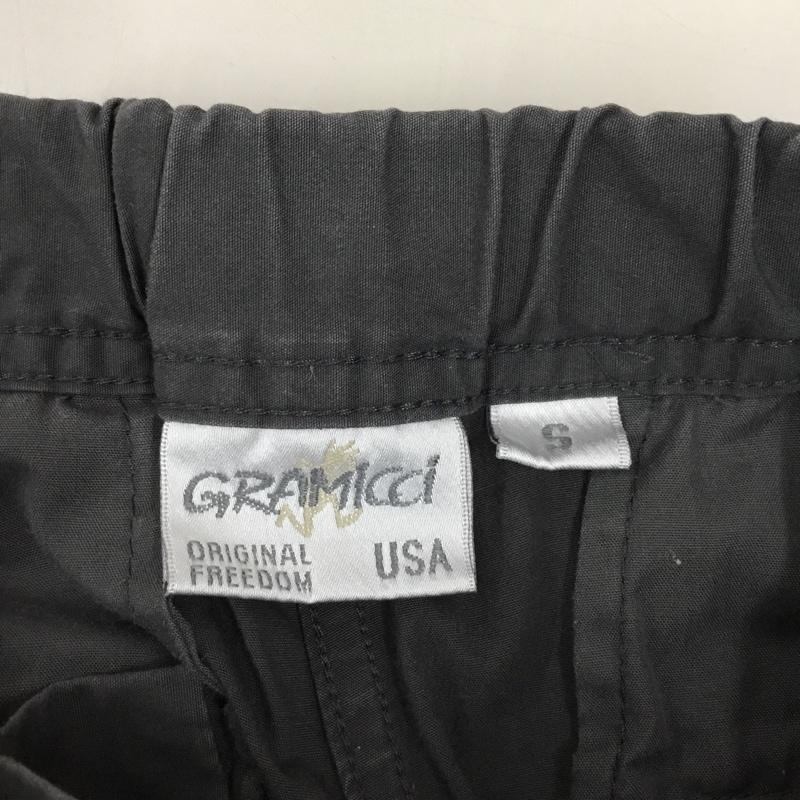 GRAMICCi
ORIGINAL
FREEDOM
USA
S